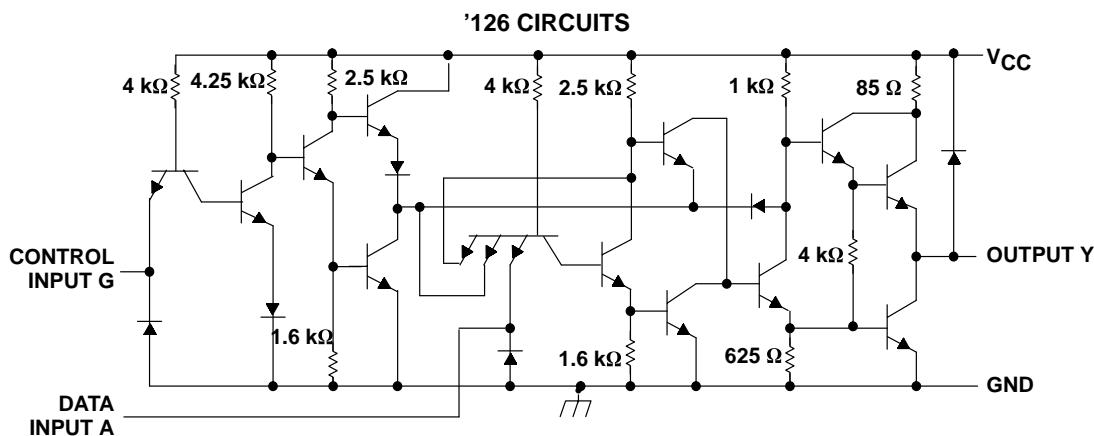 '126 CIRCUITS
VCC
4 kΩ
4.25 kΩ
2.5 kΩ
4 kΩ
2.5 kΩ
1 kΩ
85 Ω
CONTROL
INPUT G
4 kΩ
OUTPUT Y
1.6 kΩ
1.6 kΩ
625 Ω
GND
DATA
INPUT A